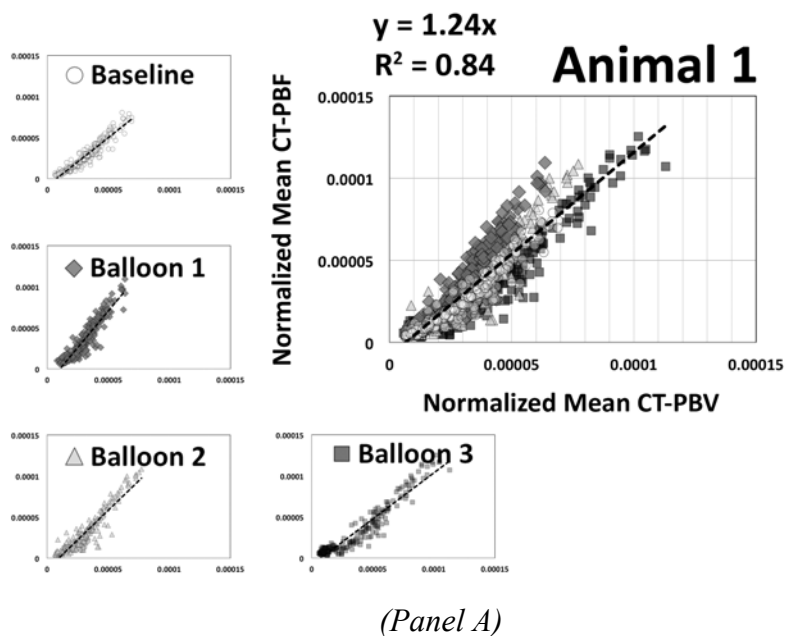 y = 1.24x
R² = 0.84
Animal 1
Normalized Mean CT-PBF
0.00015
0.0001
0.00005
0
0 0.00005 0.0001 0.00015
Normalized Mean CT-PBV
Baseline
0.00015
0.0001
0.00005
0
0 0.00005 0.0001 0.00015
Balloon 1
0.00015
0.0001
0.00005
0
0 0.00005 0.0001 0.00015
Balloon 2
0.00015
0.0001
0.00005
0
0 0.00005 0.0001 0.00015
Balloon 3
0.00015
0.0001
0.00005
0
0 0.00005 0.0001 0.00015
(Panel A)